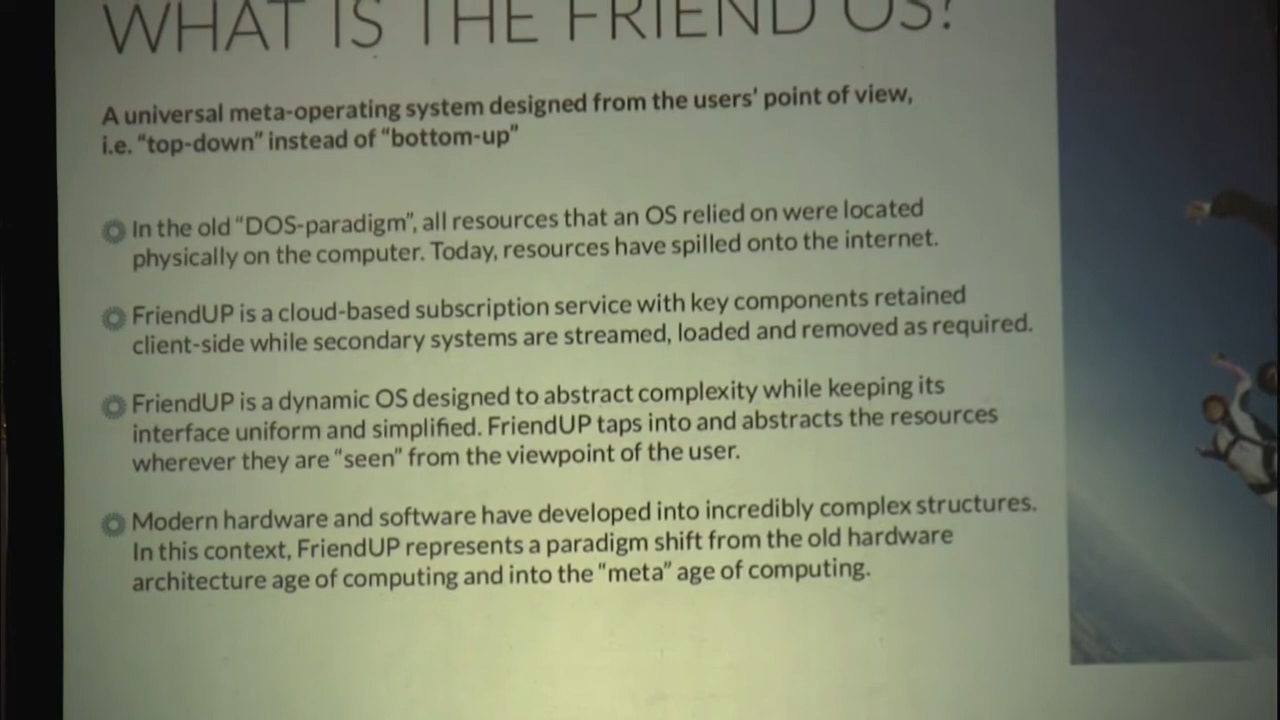 WHAT IS THE FRIEND OS?
A universal meta-operating system designed from the users' point of view,
i.e. “top-down” instead of “bottom-up”
In the old “DOS-paradigm”, all resources that an OS relied on were located
physically on the computer. Today, resources have spilled onto the internet.
FriendUP is a cloud-based subscription service with key components retained
client-side while secondary systems are streamed, loaded and removed as required.
FriendUP is a dynamic OS designed to abstract complexity while keeping its
interface uniform and simplified. FriendUP taps into and abstracts the resources
wherever they are “seen” from the viewpoint of the user.
Modern hardware and software have developed into incredibly complex structures.
In this context, FriendUP represents a paradigm shift from the old hardware
architecture age of computing and into the “meta” age of computing.